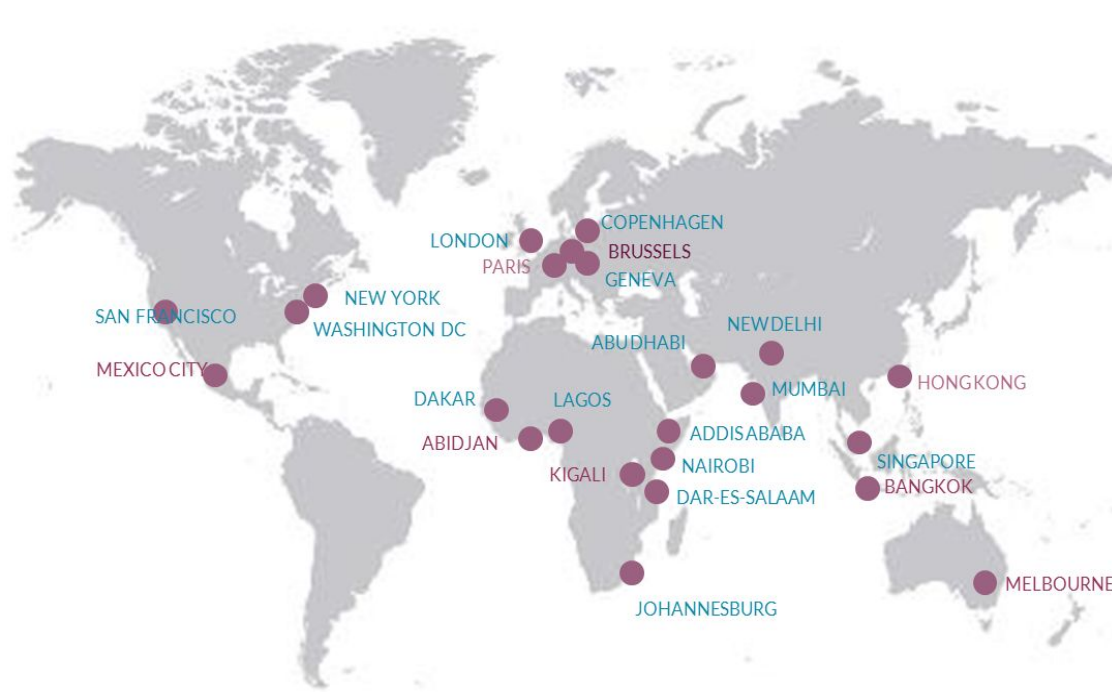 COPENHAGEN
LONDON
BRUSSELS
PARIS
GENEVA
NEW YORK
SAN FRANCISCO
WASHINGTON DC
NEW DELHI
ABU DHABI
MEXICO CITY
HONG KONG
MUMBAI
DAKAR
LAGOS
ADDIS ABABA
ABIDJAN
SINGAPORE
NAIROBI
KIGALI
BANGKOK
DAR-ES-SALAAM
MELBOURNE
JOHANNESBURG